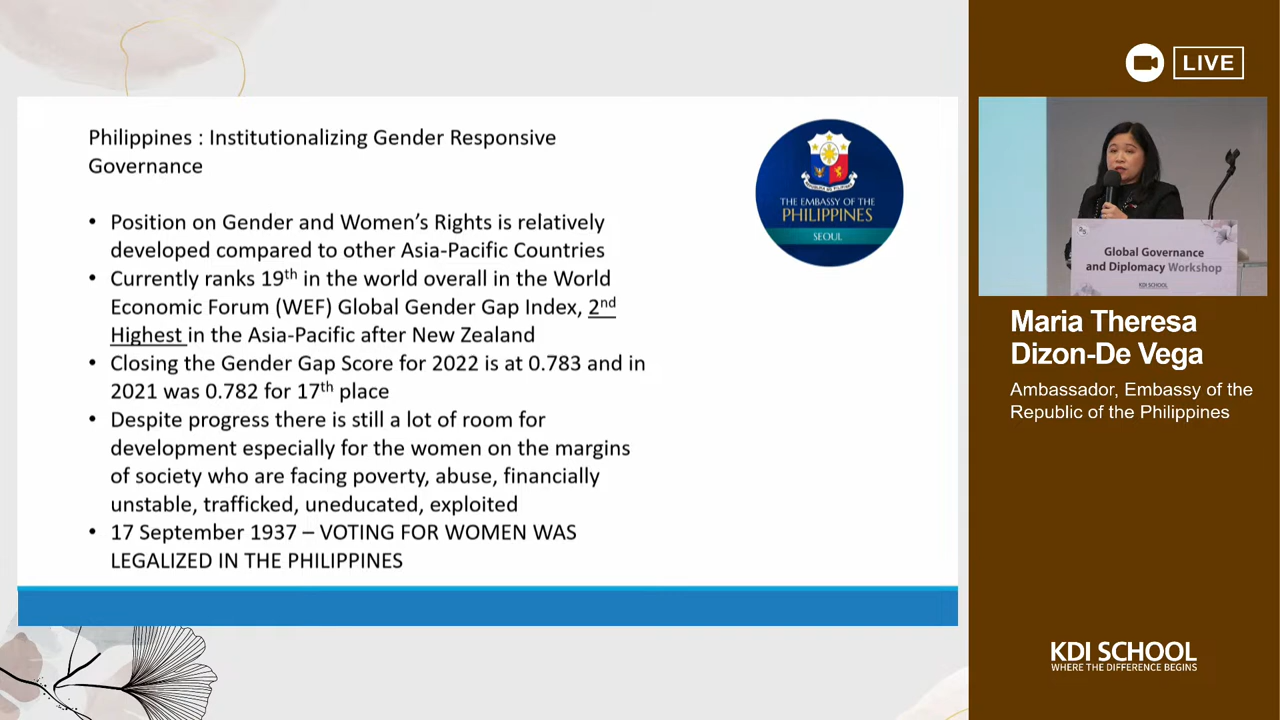 Philippines : Institutionalizing Gender Responsive
Governance
• Position on Gender and Women's Rights is relatively
developed compared to other Asia-Pacific Countries
• Currently ranks 19th in the world overall in the World
Economic Forum (WEF) Global Gender Gap Index, 2nd
Highest in the Asia-Pacific after New Zealand
• Closing the Gender Gap Score for 2022 is at 0.783 and in
2021 was 0.782 for 17th place
• Despite progress there is still a lot of room for
development especially for the women on the margins
of society who are facing poverty, abuse, financially
unstable, trafficked, uneducated, exploited
• 17 September 1937 – VOTING FOR WOMEN WAS
LEGALIZED IN THE PHILIPPINES
THE EMBASSY OF THE
PHILIPPINES
SEOUL
LIVE
Global Governance
and Diplomacy Workshop
KDI SCHOOL
Maria Theresa
Dizon-De Vega
Ambassador, Embassy of the
Republic of the Philippines
KDI SCHOOL
WHERE THE DIFFERENCE BEGINS